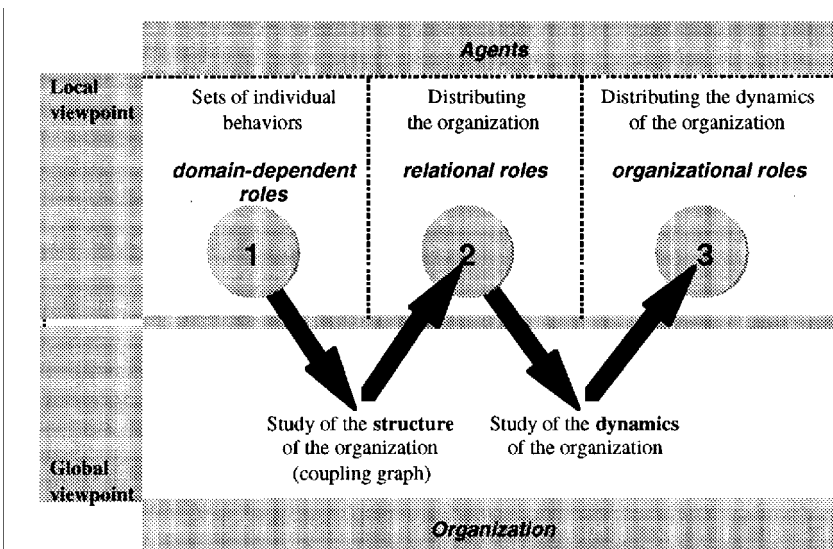 Agents
Local
viewpoint
Sets of individual
behaviors
domain-dependent
roles
1
Distributing
the organization
relational roles
2
Distributing the dynamics
of the organization
organizational roles
3
Study of the structure
of the organization
(coupling graph)
Study of the dynamics
of the organization
Global
viewpoint
Organization